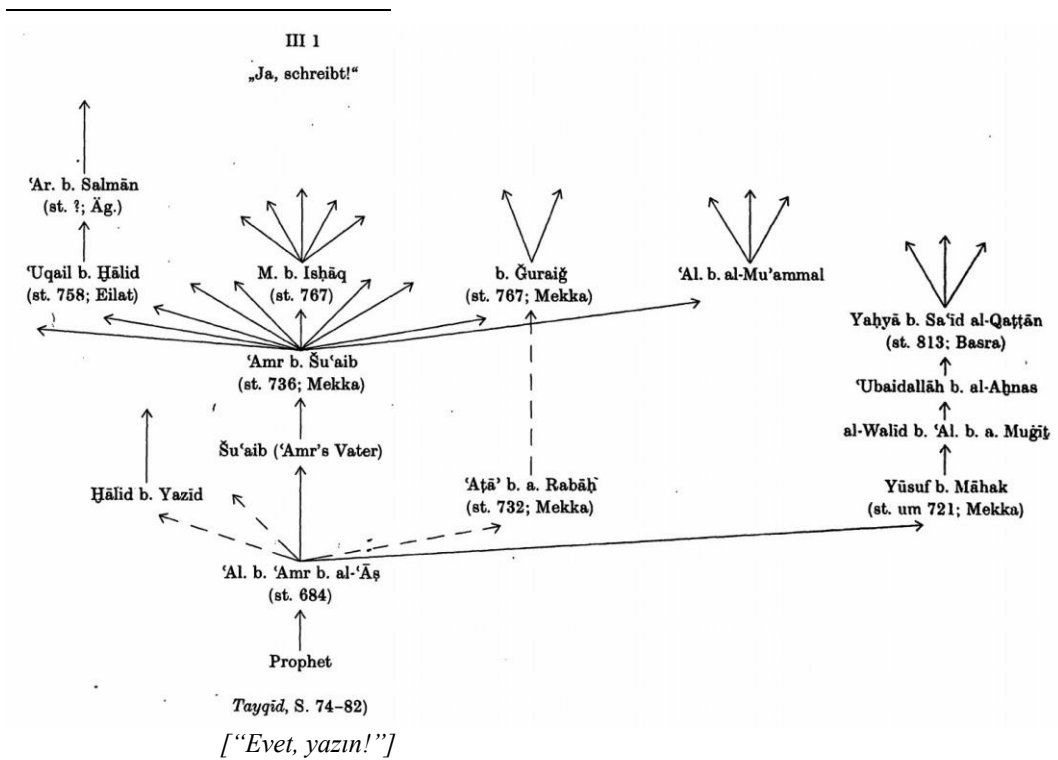 III 1
„Ja, schreibt!“
ʿAr. b. Salmān
(st. ?; Äg.)
ʿUqail b. Ḫālid
(st. 758; Eilat)
M. b. Isḥāq
(st. 767)
b. Ǧuraiǧ
(st. 767; Mekka)
ʿAl. b. al-Muʾammal
Yaḥyā b. Saʿīd al-Qaṭṭān
(st. 813; Basra)
ʿAmr b. Šuʿaib
(st. 736; Mekka)
ʿUbaidallāh b. al-Aḫnas
al-Walīd b. ʿAl. b. a. Muġīṯ
Šuʿaib (ʿAmr's Vater)
Ḫālid b. Yazīd
ʿAṭāʾ b. a. Rabāḥ
(st. 732; Mekka)
Yūsuf b. Māhak
(st. um 721; Mekka)
ʿAl. b. ʿAmr b. al-ʿĀṣ
(st. 684)
Prophet
Tayqīd, S. 74–82)
[“Evet, yazın!”]